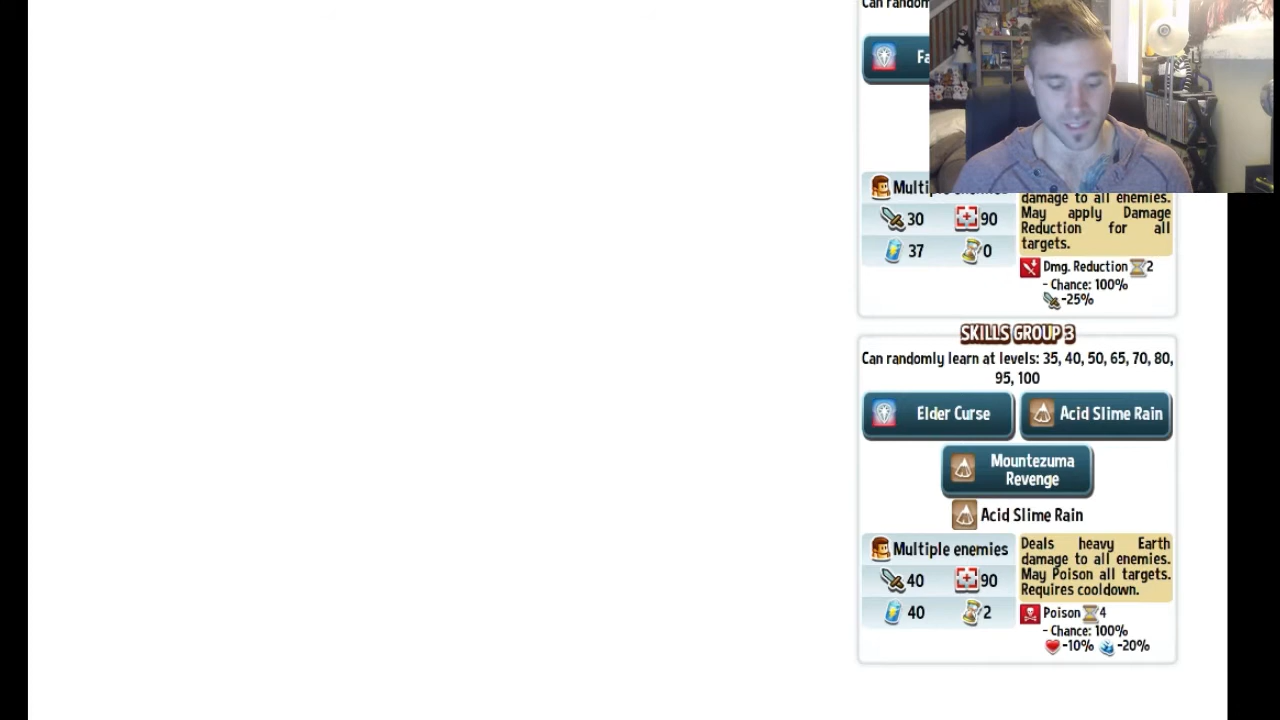 Can random
Fa
Multiple enemies
30 90
37 0
damage to all enemies.
May apply Damage
Reduction for all
targets.
Dmg. Reduction 2
- Chance: 100%
-25%
SKILLS GROUP 3
Can randomly learn at levels: 35, 40, 50, 65, 70, 80,
95, 100
Elder Curse
Acid Slime Rain
Mountezuma
Revenge
Acid Slime Rain
Multiple enemies
40 90
40 2
Deals heavy Earth
damage to all enemies.
May Poison all targets.
Requires cooldown.
Poison 4
- Chance: 100%
-10% -20%